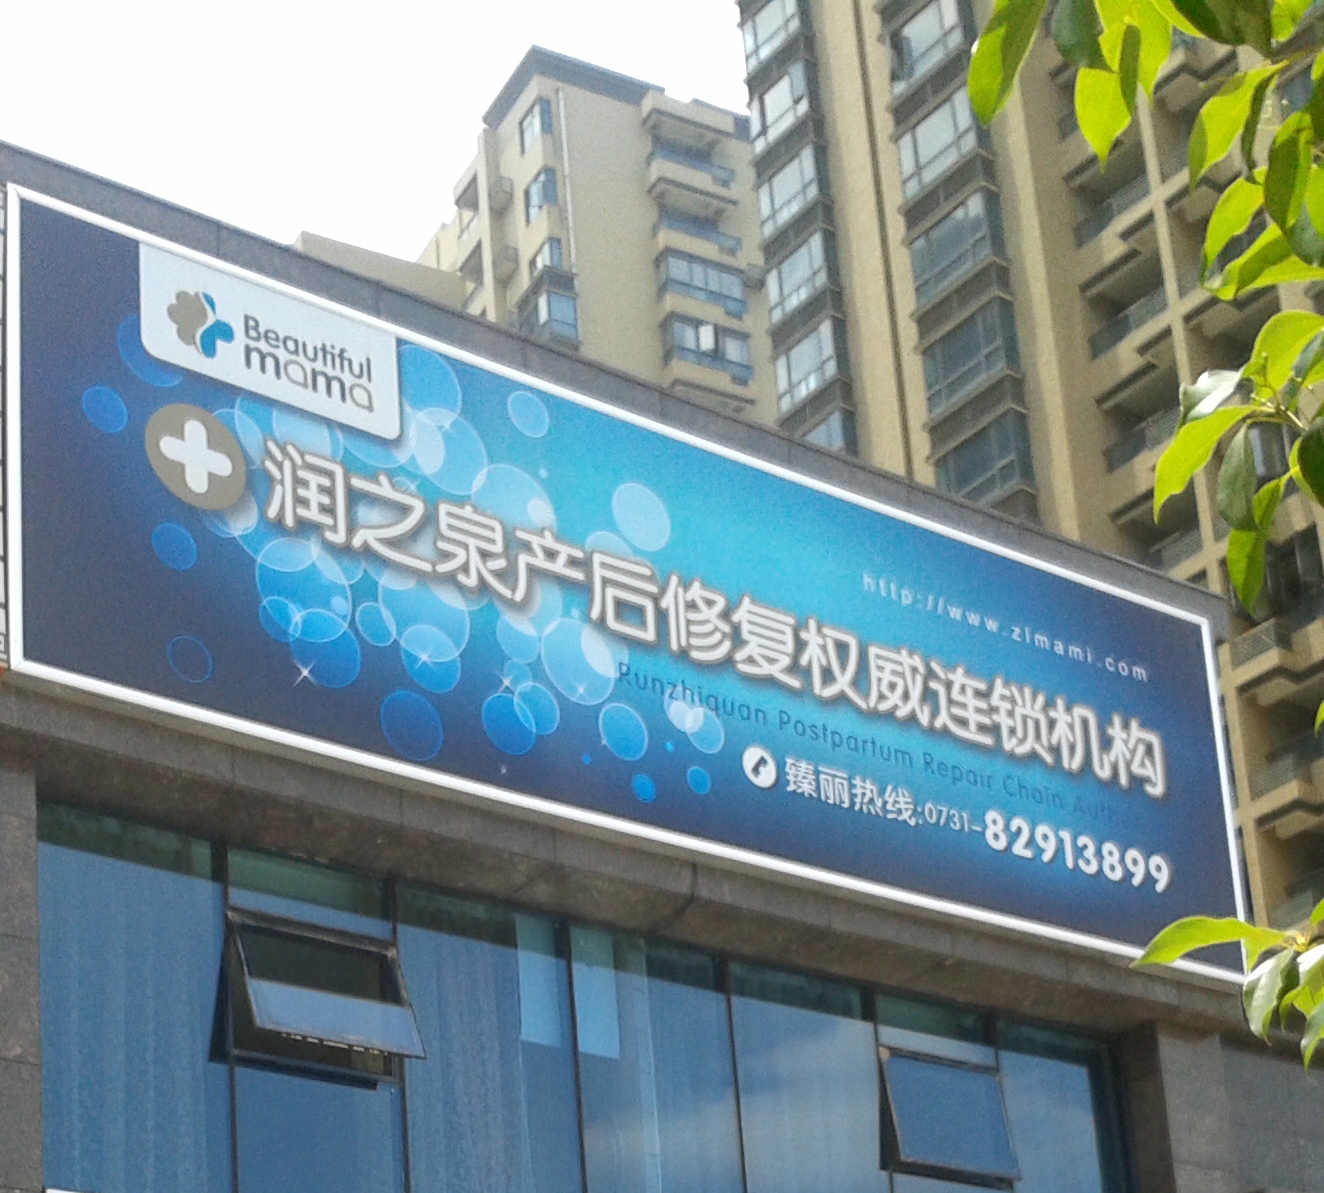 Beautiful
mama
润之泉产后修复权威连锁机构
http://www.zlmami.com
Runzhiquan Postpartum Repair Chain
臻丽热线:0731-82913899